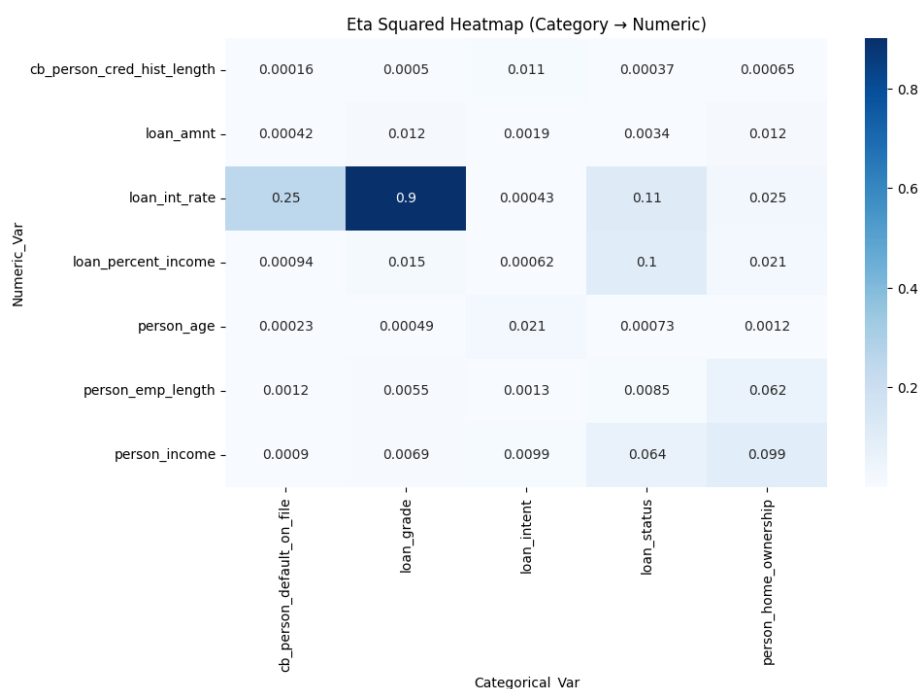 Eta Squared Heatmap (Category → Numeric)
cb_person_cred_hist_length 0.00016 0.0005 0.011 0.00037 0.00065
0.8
loan_amnt 0.00042 0.012 0.0019 0.0034 0.012
loan_int_rate 0.25 0.9 0.00043 0.11 0.025
0.6
Numeric_Var
loan_percent_income 0.00094 0.015 0.00062 0.1 0.021
0.4
person_age 0.00023 0.00049 0.021 0.00073 0.0012
person_emp_length 0.0012 0.0055 0.0013 0.0085 0.062
0.2
person_income 0.0009 0.0069 0.0099 0.064 0.099
cb_person_default_on_file
loan_grade
loan_intent
loan_status
person_home_ownership
Categorical_Var